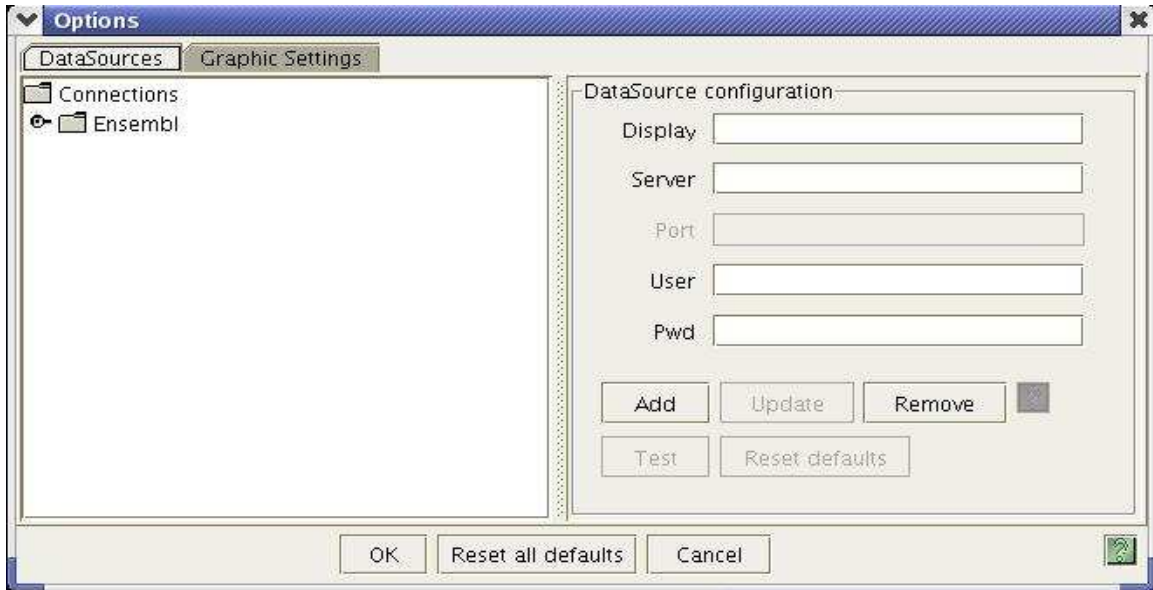 Options
DataSources Graphic Settings
Connections
Ensembl
DataSource configuration
Display
Server
Port
User
Pwd
Add Update Remove ?
Test Reset defaults
OK Reset all defaults Cancel ?